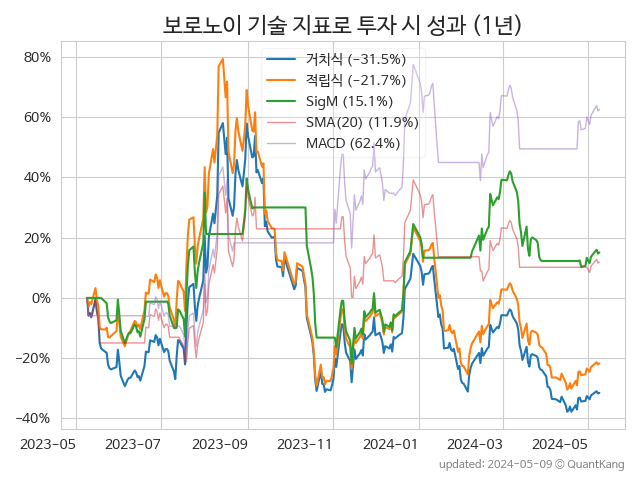 보로노이 기술 지표로 투자 시 성과 (1년)
80%
60%
40%
20%
0%
−20%
−40%
거치식 (−31.5%)
적립식 (−21.7%)
SigM (15.1%)
SMA(20) (11.9%)
MACD (62.4%)
2023-05 2023-07 2023-09 2023-11 2024-01 2024-03 2024-05
updated: 2024-05-09 © QuantKang